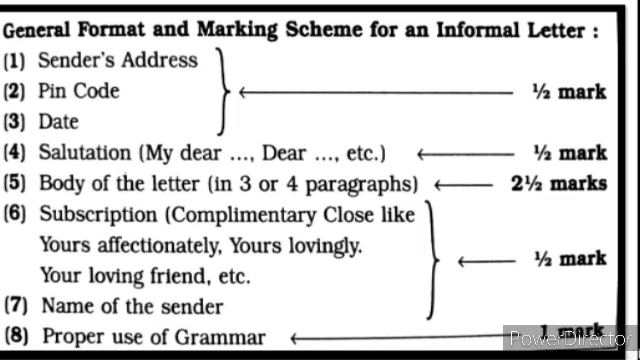 General Format and Marking Scheme for an Informal Letter :
(1) Sender's Address
(2) Pin Code
½ mark
(3) Date
(4) Salutation (My dear ..., Dear ..., etc.) ½ mark
(5) Body of the letter (in 3 or 4 paragraphs) 2½ marks
(6) Subscription (Complimentary Close like
Yours affectionately, Yours lovingly.
Your loving friend, etc.
½ mark
(7) Name of the sender
(8) Proper use of Grammar 1 mark
PowerDirector